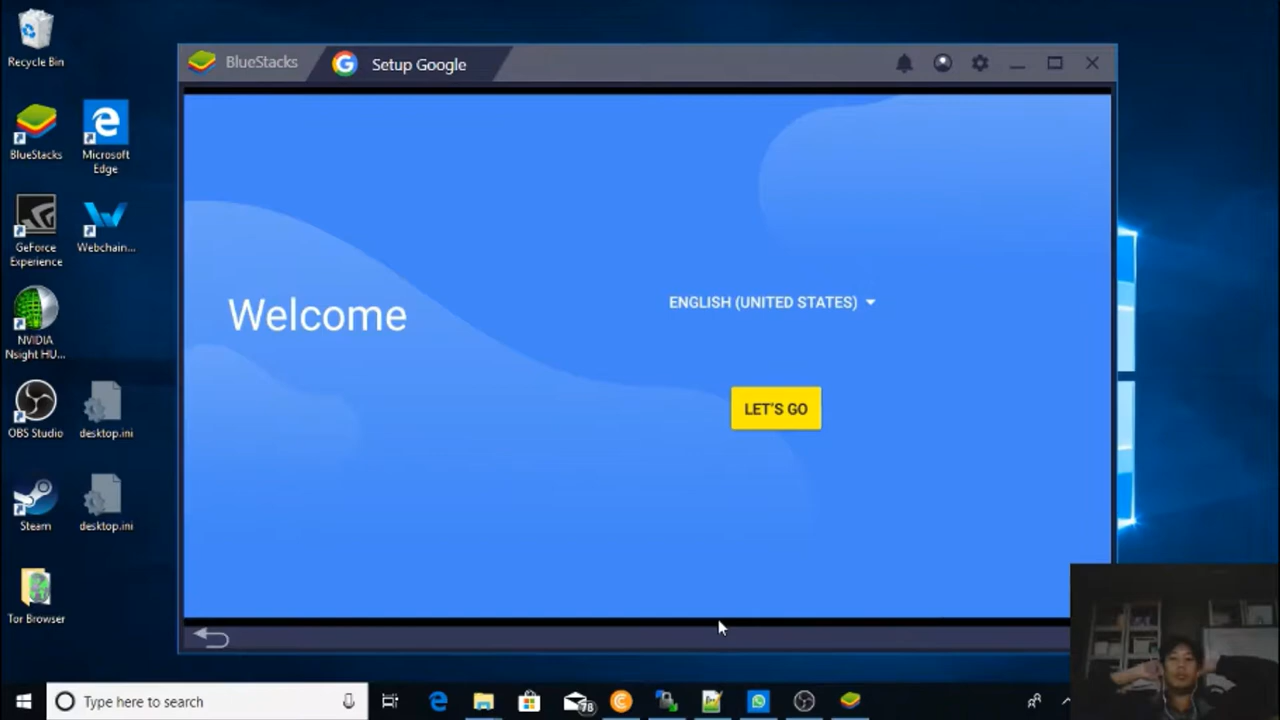 Recycle Bin
BlueStacks
Microsoft
Edge
GeForce
Experience
Webchain...
NVIDIA
Nsight HU...
OBS Studio
desktop.ini
Steam
desktop.ini
Tor Browser
BlueStacks
Setup Google
Welcome
ENGLISH (UNITED STATES)
LET'S GO
Type here to search
78